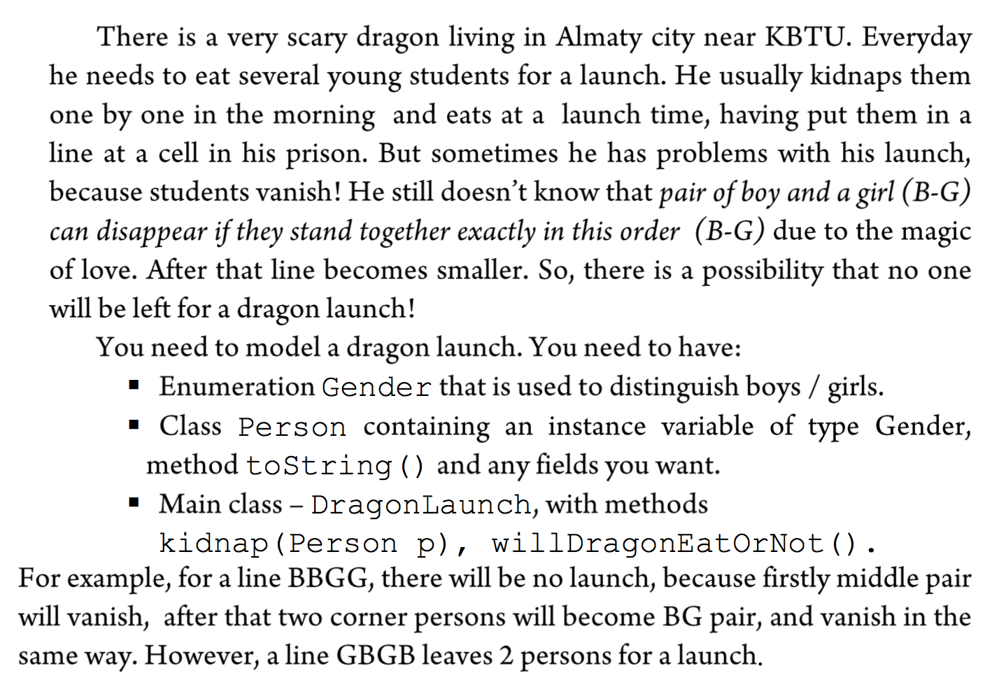 There is a very scary dragon living in Almaty city near KBTU. Everyday
he needs to eat several young students for a launch. He usually kidnaps them
one by one in the morning and eats at a launch time, having put them in a
line at a cell in his prison. But sometimes he has problems with his launch,
because students vanish! He still doesn’t know that pair of boy and a girl (B-G)
can disappear if they stand together exactly in this order (B-G) due to the magic
of love. After that line becomes smaller. So, there is a possibility that no one
will be left for a dragon launch!
You need to model a dragon launch. You need to have:
▪ Enumeration Gender that is used to distinguish boys / girls.
▪ Class Person containing an instance variable of type Gender,
method toString() and any fields you want.
▪ Main class – DragonLaunch, with methods
kidnap(Person p), willDragonEatOrNot().
For example, for a line BBGG, there will be no launch, because firstly middle pair
will vanish, after that two corner persons will become BG pair, and vanish in the
same way. However, a line GBGB leaves 2 persons for a launch.